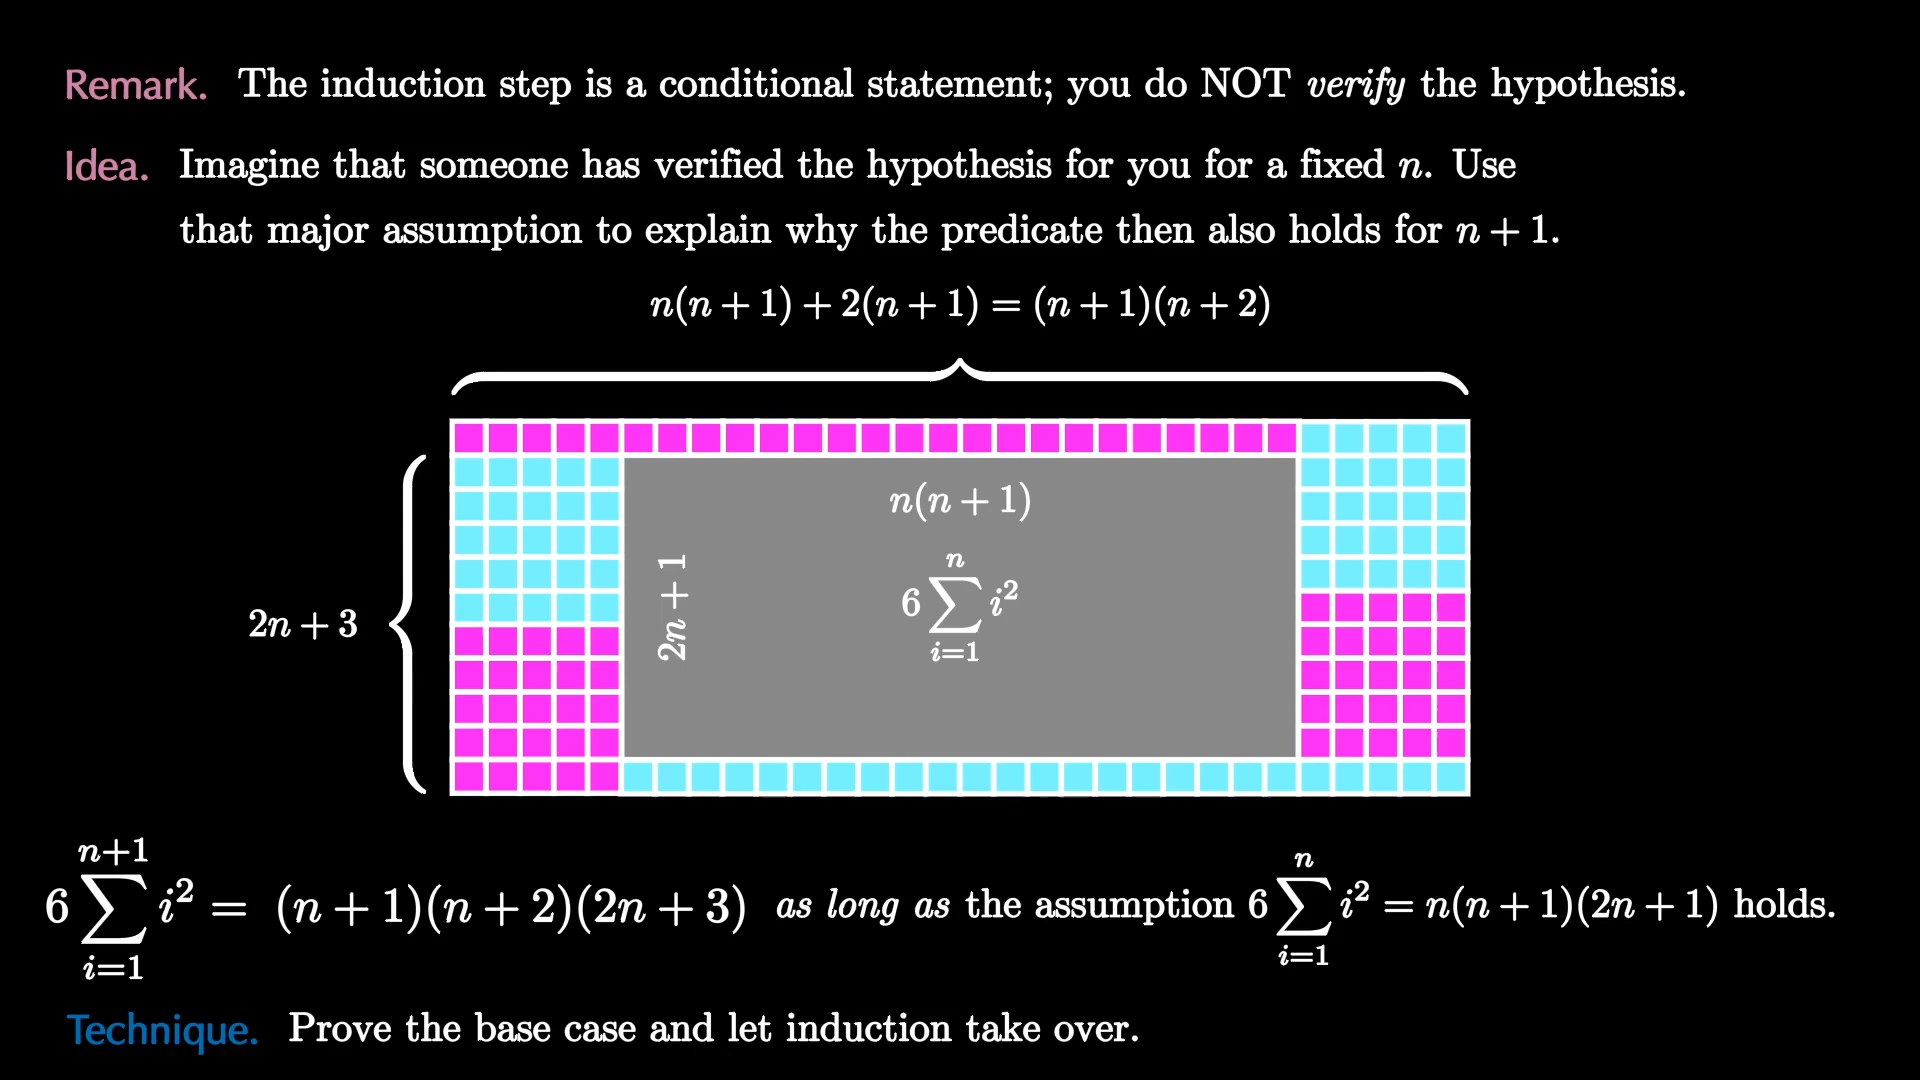 Remark. The induction step is a conditional statement; you do NOT verify the hypothesis.
Idea. Imagine that someone has verified the hypothesis for you for a fixed n. Use
that major assumption to explain why the predicate then also holds for n + 1.
n(n + 1) + 2(n + 1) = (n + 1)(n + 2)
n(n + 1)
2n + 1
6 ∑_{i=1}^{n} i²
2n + 3
6 ∑_{i=1}^{n+1} i² = (n + 1)(n + 2)(2n + 3) as long as the assumption 6 ∑_{i=1}^{n} i² = n(n + 1)(2n + 1) holds.
Technique. Prove the base case and let induction take over.